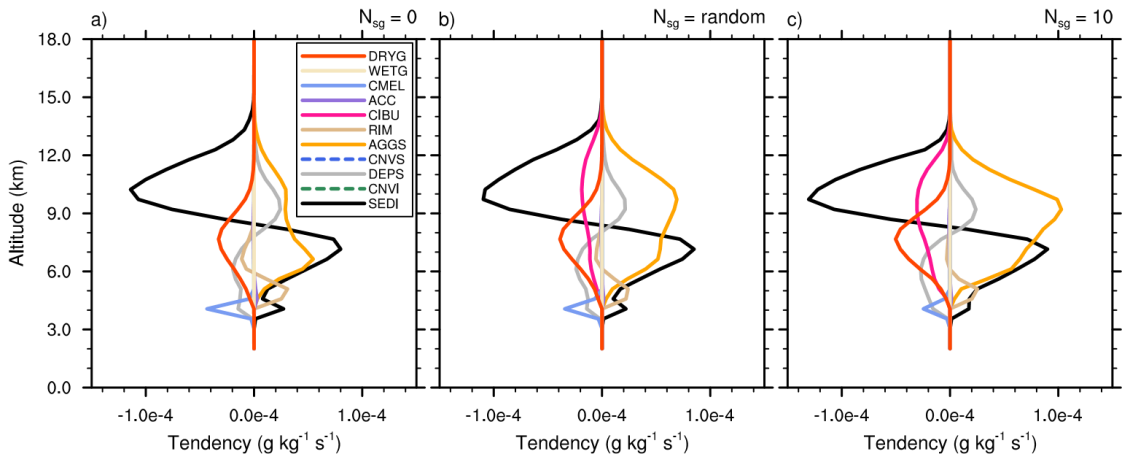 a) N_sg = 0 b) N_sg = random c) N_sg = 10
18.0
15.0
12.0
9.0
6.0
3.0
0.0
Altitude (km)
DRYG
WETG
CMEL
ACC
CIBU
RIM
AGGS
CNVS
DEPS
CNVI
SEDI
-1.0e-4 0.0e-4 1.0e-4 -1.0e-4 0.0e-4 1.0e-4 -1.0e-4 0.0e-4 1.0e-4
Tendency (g kg⁻¹ s⁻¹) Tendency (g kg⁻¹ s⁻¹) Tendency (g kg⁻¹ s⁻¹)